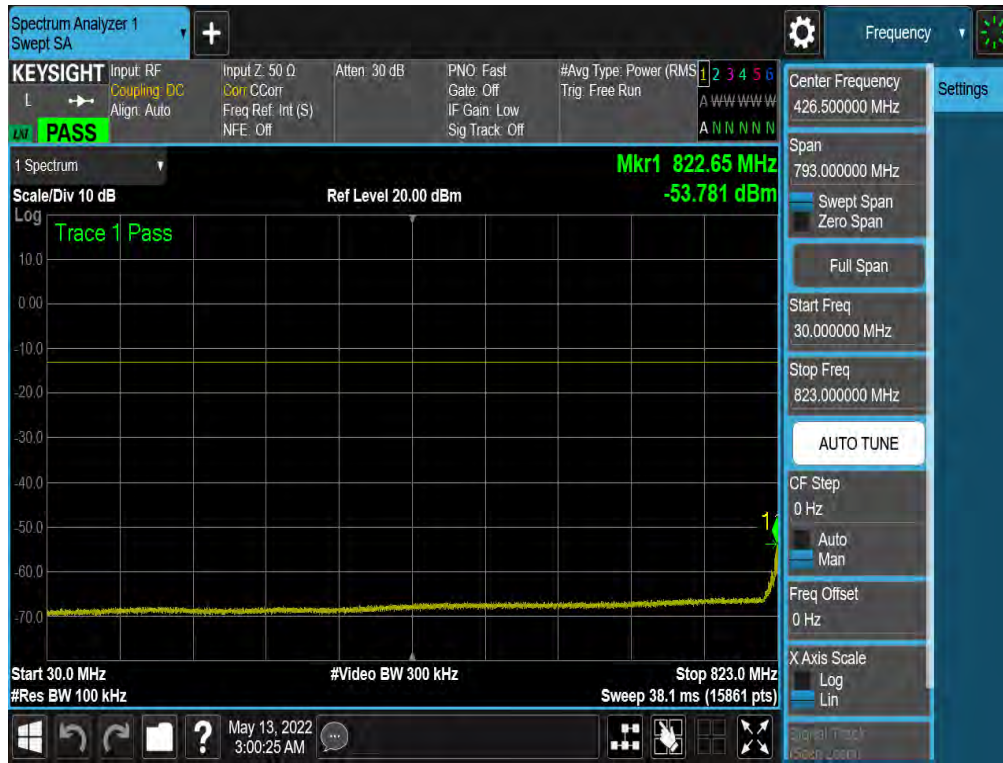 Spectrum Analyzer 1
Swept SA
+
Frequency
KEYSIGHT
L
LXI
PASS
Input: RF
Coupling: DC
Align: Auto
Input Z: 50 Ω
Corr CCorr
Freq Ref: Int (S)
NFE: Off
Atten: 30 dB
PNO: Fast
Gate: Off
IF Gain: Low
Sig Track: Off
#Avg Type: Power (RMS
Trig: Free Run
1 2 3 4 5 6
A W W W W W
A N N N N N
1 Spectrum
Scale/Div 10 dB
Ref Level 20.00 dBm
Mkr1 822.65 MHz
-53.781 dBm
Log
Trace 1 Pass
10.0
0.00
-10.0
-20.0
-30.0
-40.0
-50.0
-60.0
-70.0
1
Start 30.0 MHz
#Video BW 300 kHz
Stop 823.0 MHz
#Res BW 100 kHz
Sweep 38.1 ms (15861 pts)
?
May 13, 2022
3:00:25 AM
Center Frequency
426.500000 MHz
Settings
Span
793.000000 MHz
Swept Span
Zero Span
Full Span
Start Freq
30.000000 MHz
Stop Freq
823.000000 MHz
AUTO TUNE
CF Step
0 Hz
Auto
Man
Freq Offset
0 Hz
X Axis Scale
Log
Lin
Signal Track
(Span Zoom)